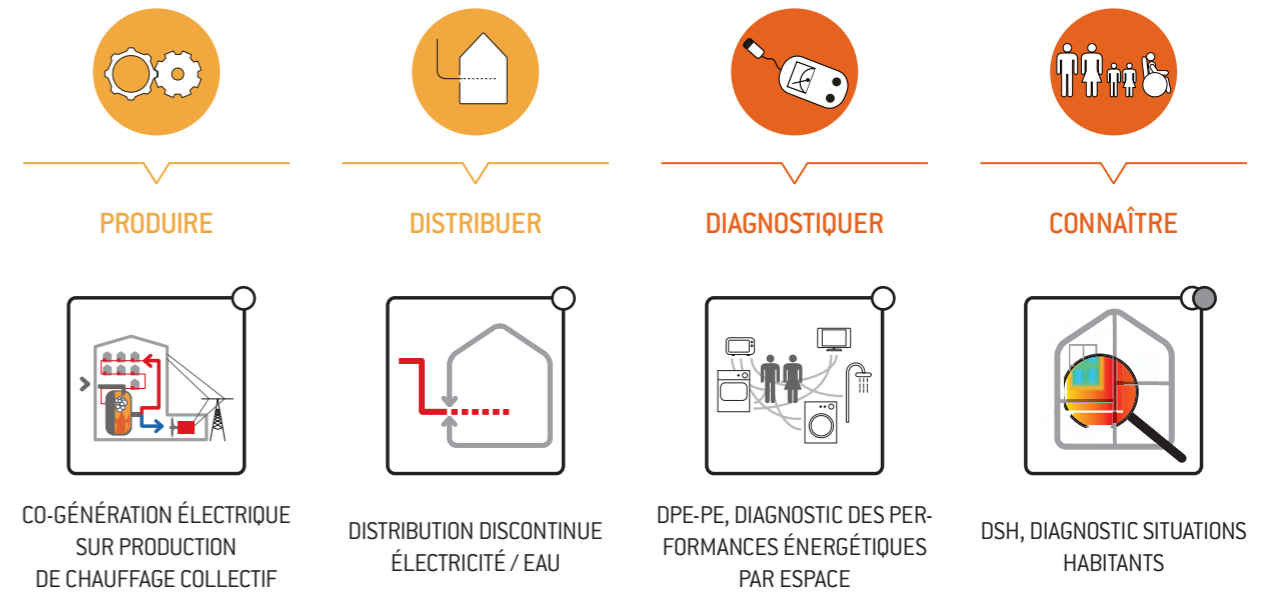 PRODUIRE
DISTRIBUER
DIAGNOSTIQUER
CONNAÎTRE
CO-GÉNÉRATION ÉLECTRIQUE
SUR PRODUCTION
DE CHAUFFAGE COLLECTIF
DISTRIBUTION DISCONTINUE
ÉLECTRICITÉ / EAU
DPE-PE, DIAGNOSTIC DES PER-
FORMANCES ÉNERGÉTIQUES
PAR ESPACE
DSH, DIAGNOSTIC SITUATIONS
HABITANTS